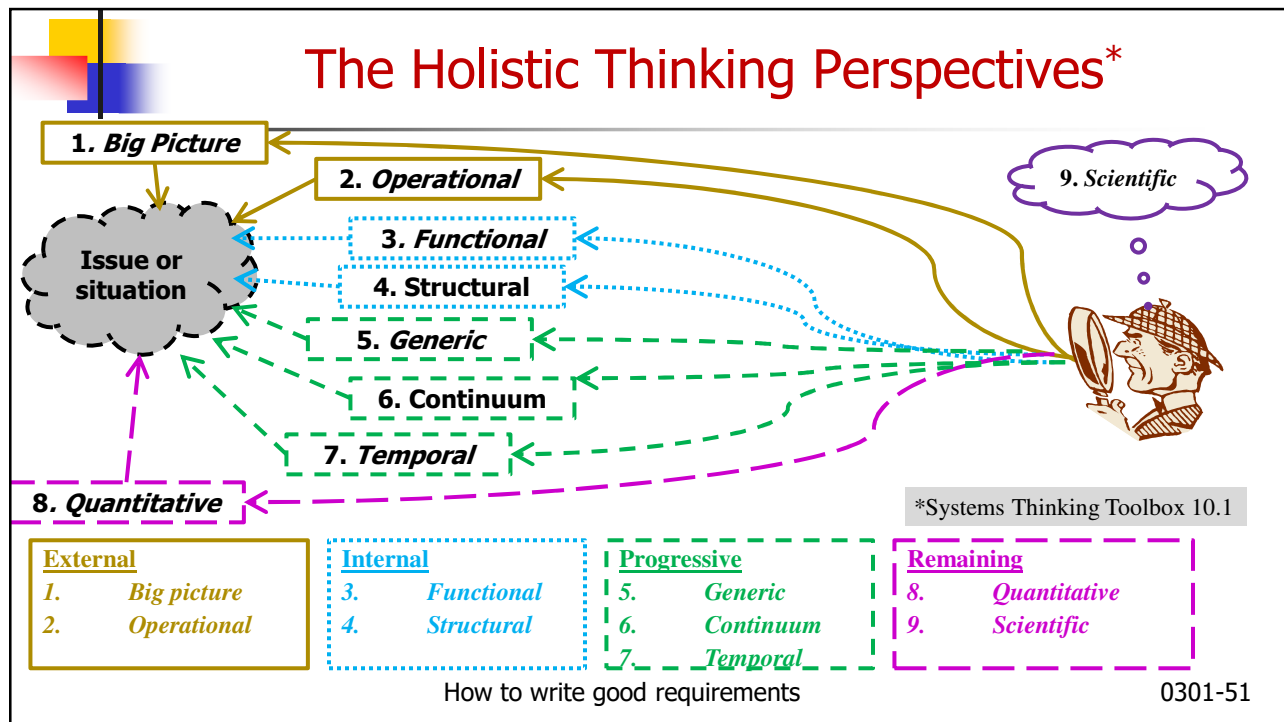 The Holistic Thinking Perspectives*
1. Big Picture
2. Operational
9. Scientific
3. Functional
Issue or
situation
4. Structural
5. Generic
6. Continuum
7. Temporal
8. Quantitative
*Systems Thinking Toolbox 10.1
External
1. Big picture
2. Operational
Internal
3. Functional
4. Structural
Progressive
5. Generic
6. Continuum
7. Temporal
Remaining
8. Quantitative
9. Scientific
How to write good requirements
0301-51